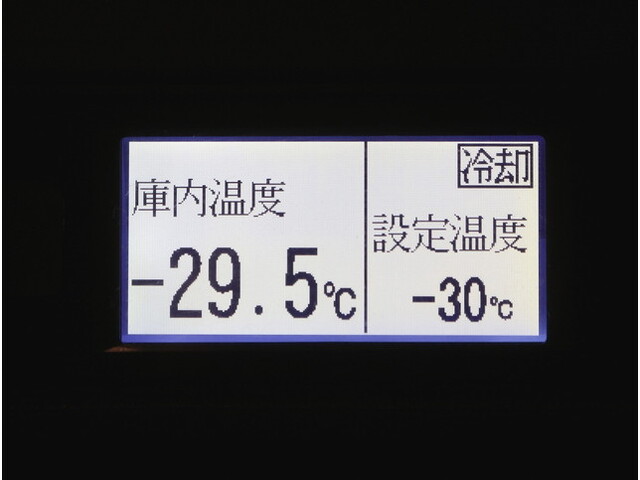 庫内温度
-29.5℃
冷却
設定温度
-30℃